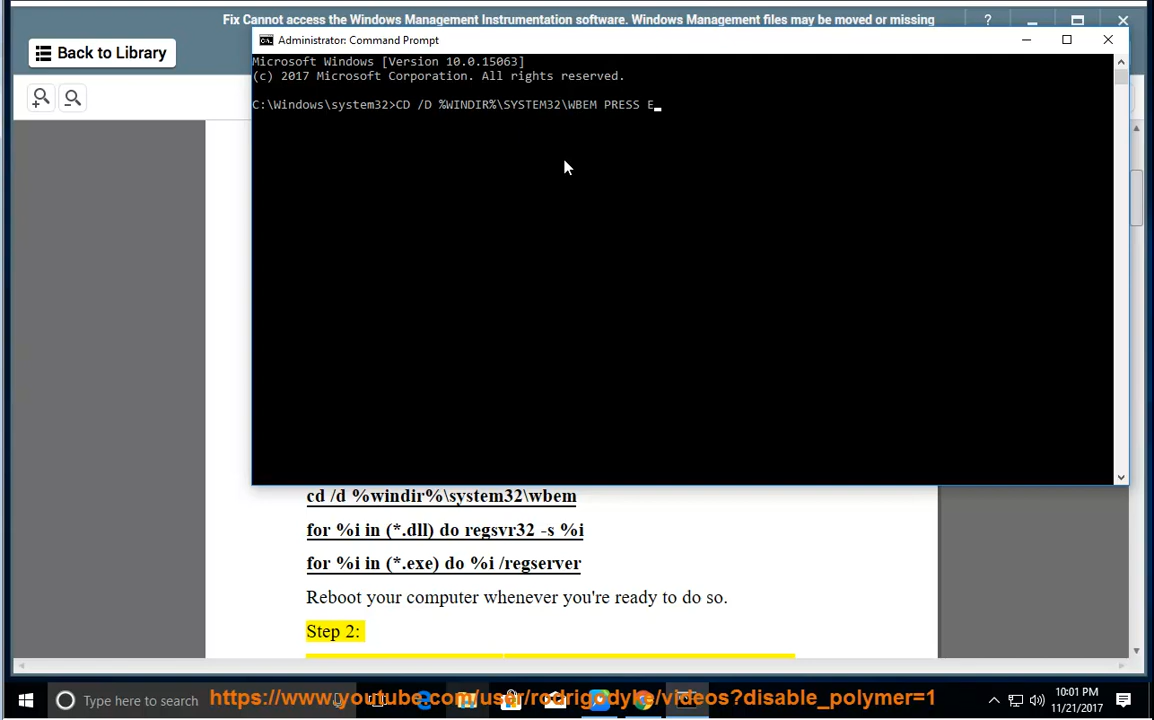 Fix Cannot access the Windows Management Instrumentation software. Windows Management files may be moved or missing
?
Back to Library
Administrator: Command Prompt
Microsoft Windows [Version 10.0.15063]
(c) 2017 Microsoft Corporation. All rights reserved.
C:\Windows\system32>CD /D %WINDIR%\SYSTEM32\WBEM PRESS E_
cd /d %windir%\system32\wbem
for %i in (*.dll) do regsvr32 -s %i
for %i in (*.exe) do %i /regserver
Reboot your computer whenever you're ready to do so.
Step 2:
Type here to search
https://www.youtube.com/user/rodrigodyke/videos?disable_polymer=1
10:01 PM
11/21/2017